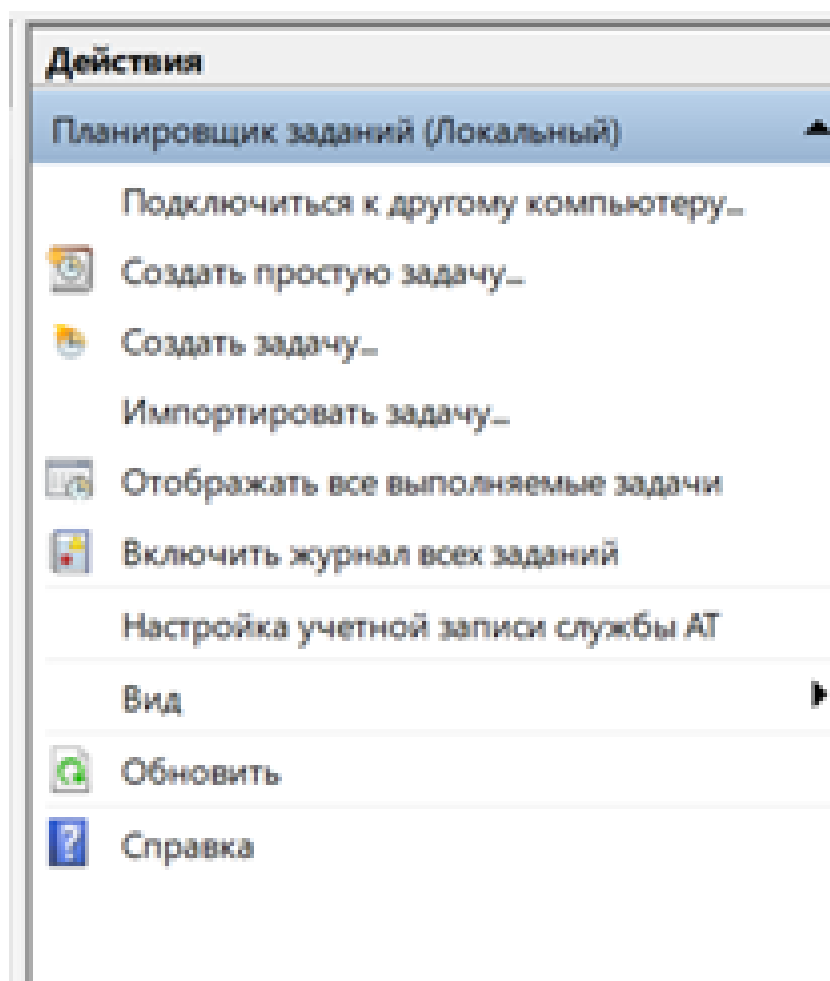 Действия
Планировщик заданий (Локальный)
Подключиться к другому компьютеру...
Создать простую задачу...
Создать задачу...
Импортировать задачу...
Отображать все выполняемые задачи
Включить журнал всех заданий
Настройка учетной записи службы AT
Вид
Обновить
Справка